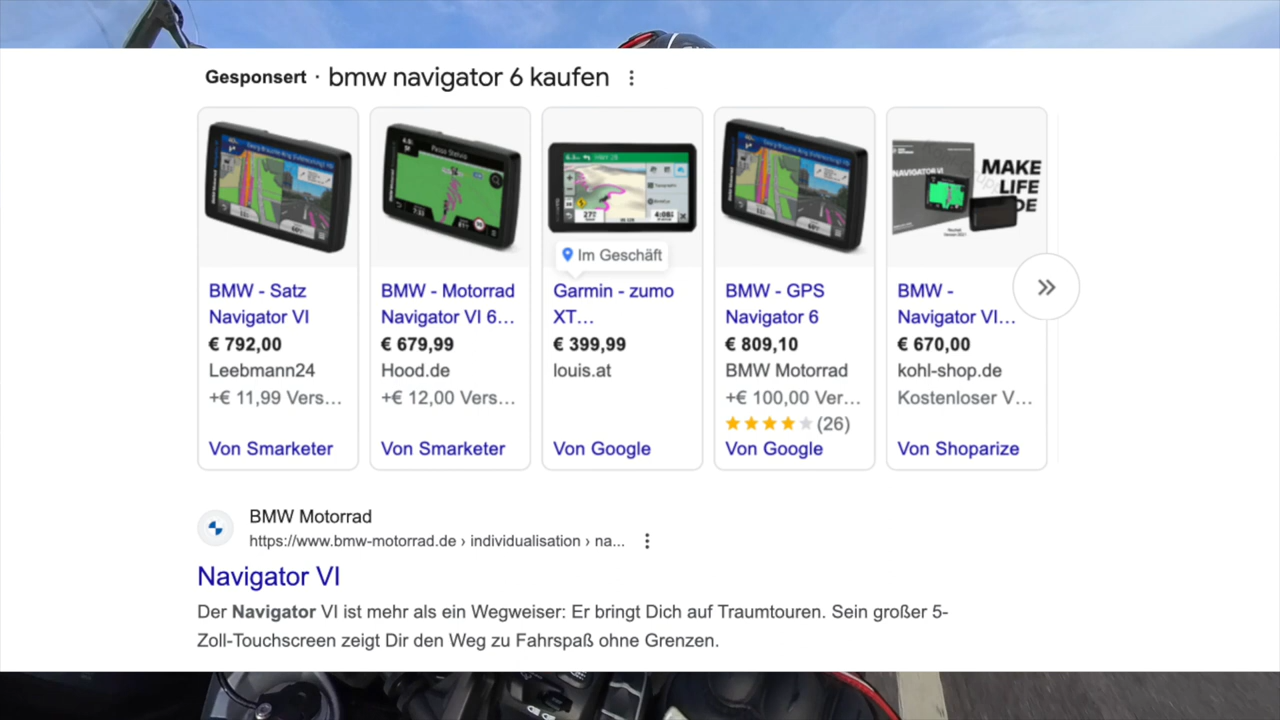 Gesponsert · bmw navigator 6 kaufen
Im Geschäft
MAKE
LIFE
NAVIGATOR VI
BMW - Satz
Navigator VI
€ 792,00
Leebmann24
+€ 11,99 Vers...
Von Smarketer
BMW - Motorrad
Navigator VI 6...
€ 679,99
Hood.de
+€ 12,00 Vers...
Von Smarketer
Garmin - zumo
XT...
€ 399,99
louis.at
Von Google
BMW - GPS
Navigator 6
€ 809,10
BMW Motorrad
+€ 100,00 Ver...
(26)
Von Google
BMW -
Navigator VI...
€ 670,00
kohl-shop.de
Kostenloser V...
Von Shoparize
BMW Motorrad
https://www.bmw-motorrad.de › individualisation › na...
Navigator VI
Der Navigator VI ist mehr als ein Wegweiser: Er bringt Dich auf Traumtouren. Sein großer 5-
Zoll-Touchscreen zeigt Dir den Weg zu Fahrspaß ohne Grenzen.